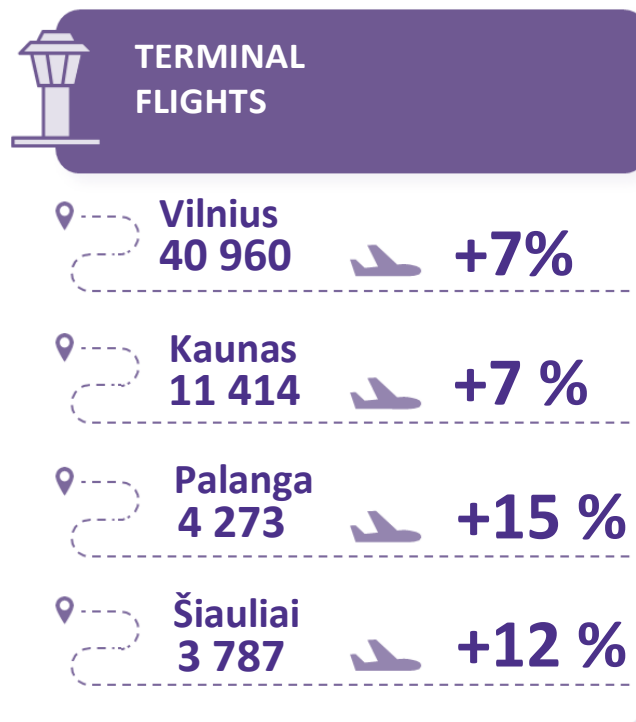 TERMINAL
FLIGHTS
Vilnius
40 960
+7%
Kaunas
11 414
+7 %
Palanga
4 273
+15 %
Šiauliai
3 787
+12 %